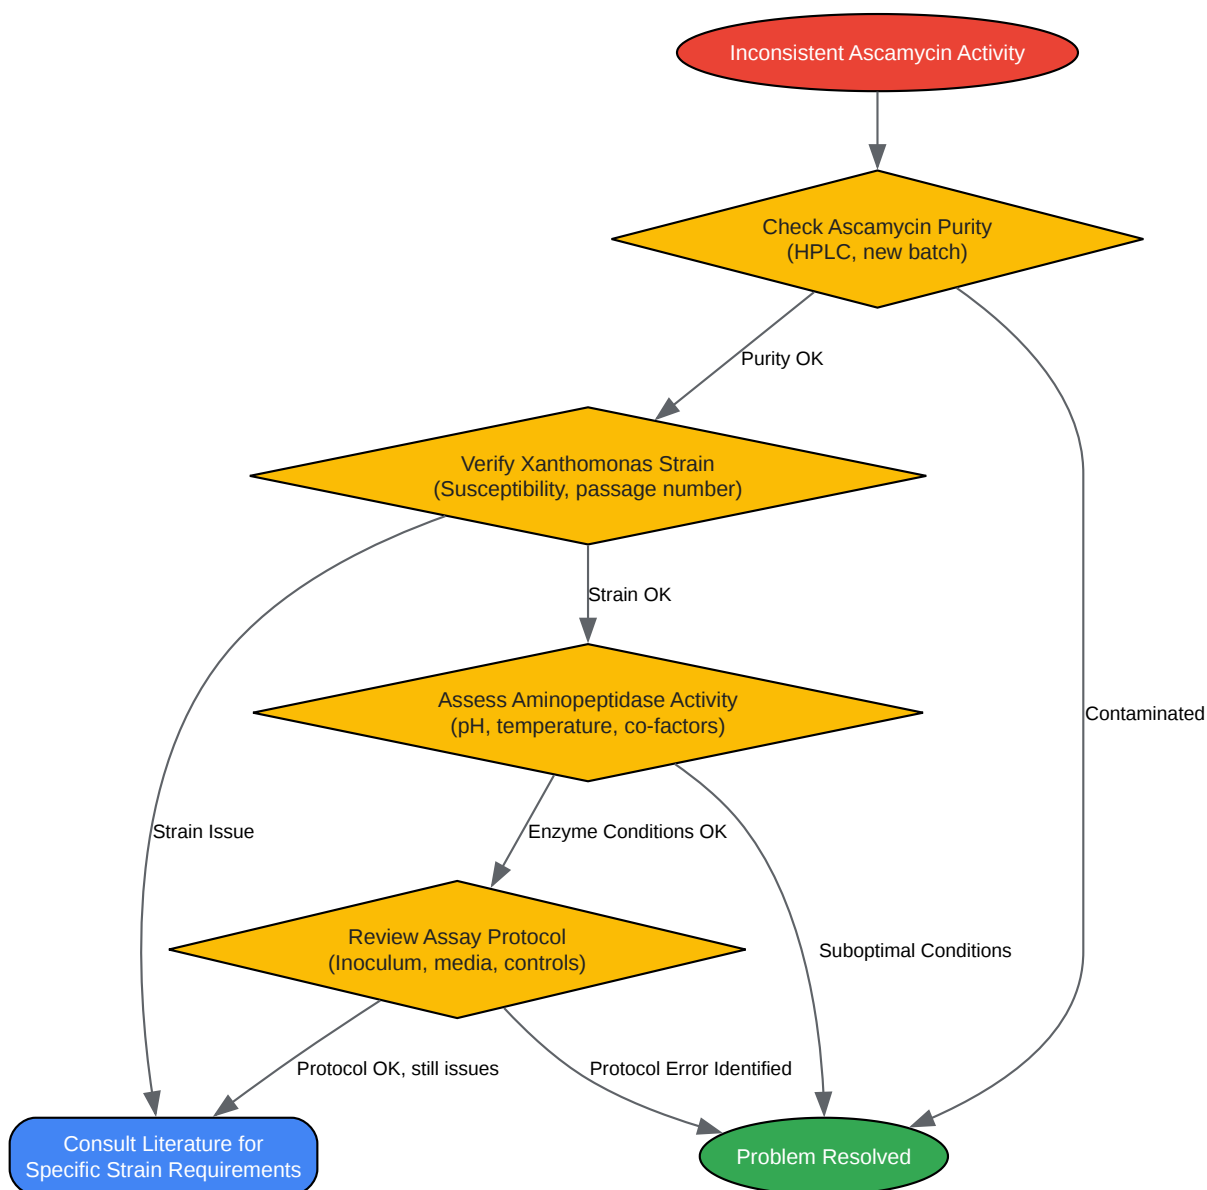 Inconsistent Ascamycin Activity
Check Ascamycin Purity
(HPLC, new batch)
Purity OK
Verify Xanthomonas Strain
(Susceptibility, passage number)
Strain OK
Assess Aminopeptidase Activity
(pH, temperature, co-factors)
Contaminated
Strain Issue
Enzyme Conditions OK
Review Assay Protocol
(Inoculum, media, controls)
Suboptimal Conditions
Protocol OK, still issues
Protocol Error Identified
Consult Literature for
Specific Strain Requirements
Problem Resolved